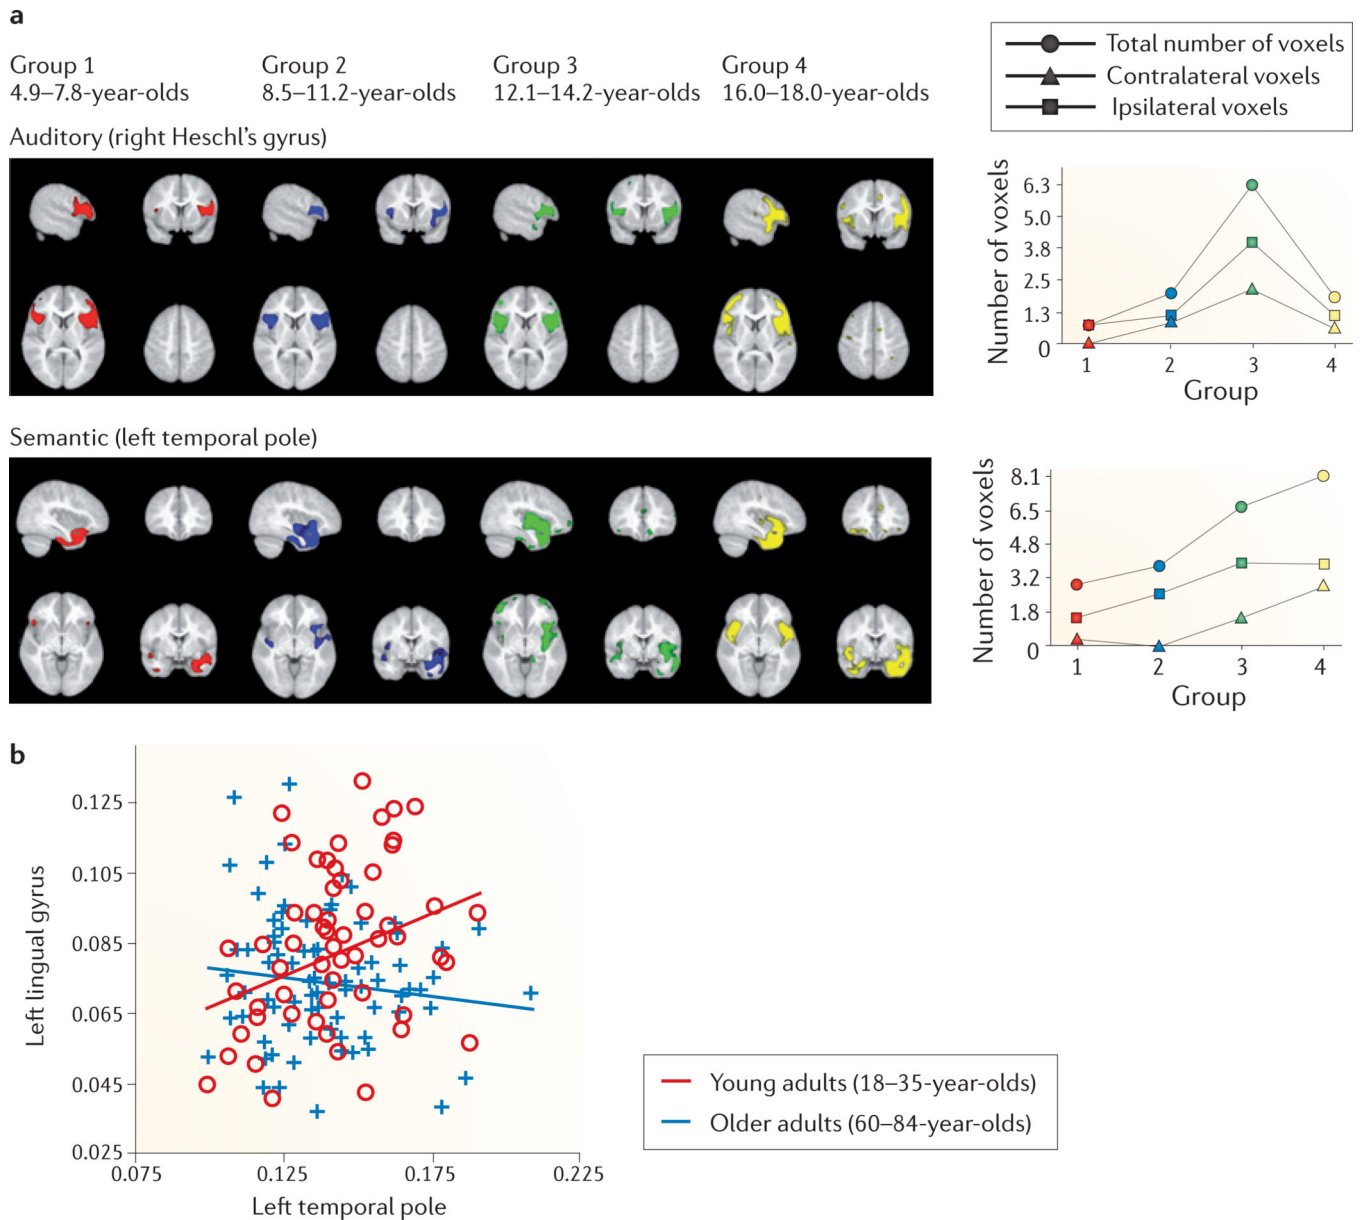 a
Group 1
4.9–7.8-year-olds
Group 2
8.5–11.2-year-olds
Group 3
12.1–14.2-year-olds
Group 4
16.0–18.0-year-olds
Total number of voxels
Contralateral voxels
Ipsilateral voxels
Auditory (right Heschl's gyrus)
Number of voxels
6.3
5.0
3.8
2.5
1.3
0
1 2 3 4
Group
Semantic (left temporal pole)
Number of voxels
8.1
6.5
4.8
3.2
1.8
0
1 2 3 4
Group
b
Left lingual gyrus
0.125
0.105
0.085
0.065
0.045
0.025
0.075 0.125 0.175 0.225
Left temporal pole
Young adults (18–35-year-olds)
Older adults (60–84-year-olds)